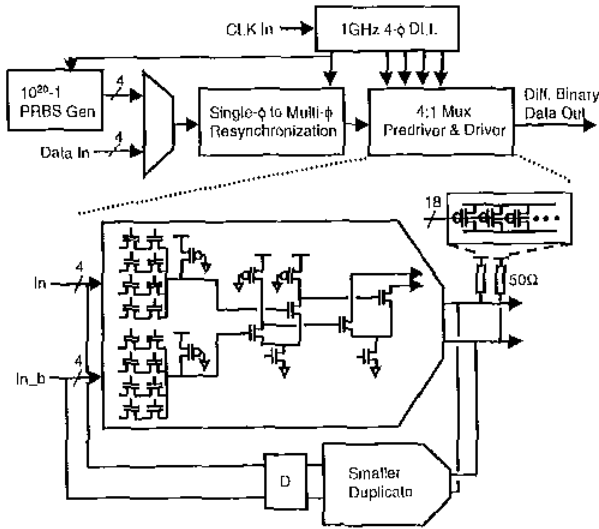 CLK In
1GHz 4-ϕ DLL
10²⁰-1
PRBS Gen
4
4
Data In
Single-ϕ to Multi-ϕ
Resynchronization
4:1 Mux
Predriver & Driver
Diff. Binary
Data Out
18
50Ω
In
4
In_b
4
D
Smaller
Duplicate